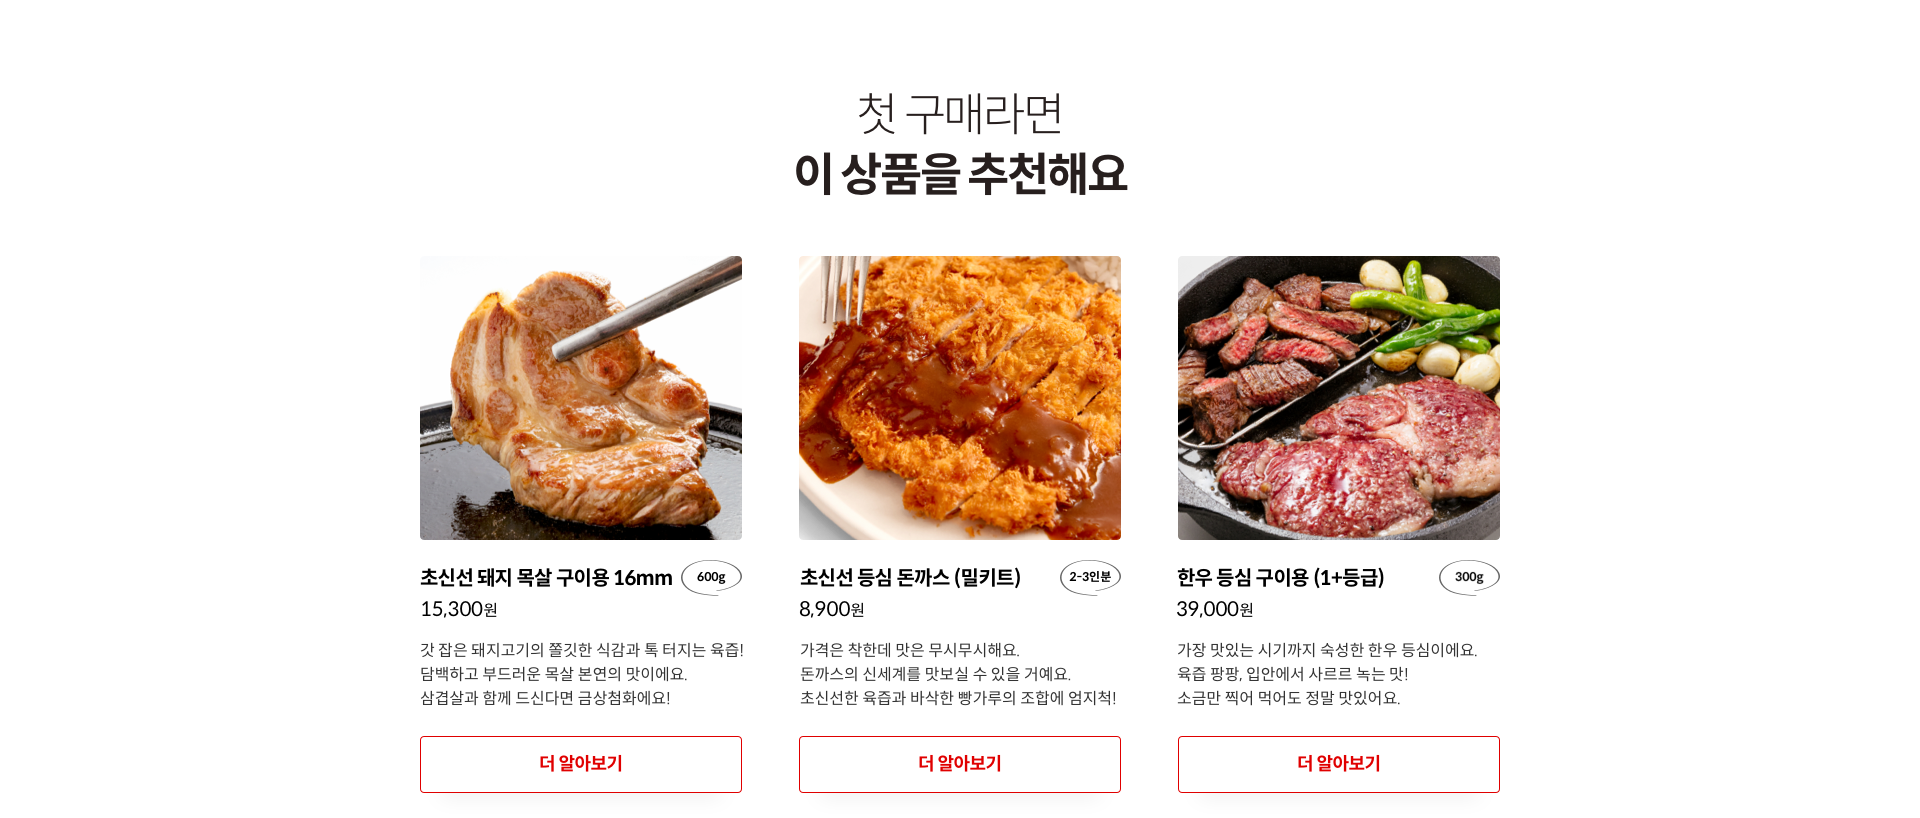 첫 구매라면
이 상품을 추천해요
초신선 돼지 목살 구이용 16mm
600g
15,300원
갓 잡은 돼지고기의 쫄깃한 식감과 톡 터지는 육즙!
담백하고 부드러운 목살 본연의 맛이에요.
삼겹살과 함께 드신다면 금상첨화에요!
더 알아보기
초신선 등심 돈까스 (밀키트)
2-3인분
8,900원
가격은 착한데 맛은 무시무시해요.
돈까스의 신세계를 맛보실 수 있을 거예요.
초신선한 육즙과 바삭한 빵가루의 조합에 엄지척!
더 알아보기
한우 등심 구이용 (1+등급)
300g
39,000원
가장 맛있는 시기까지 숙성한 한우 등심이에요.
육즙 팡팡, 입안에서 사르르 녹는 맛!
소금만 찍어 먹어도 정말 맛있어요.
더 알아보기